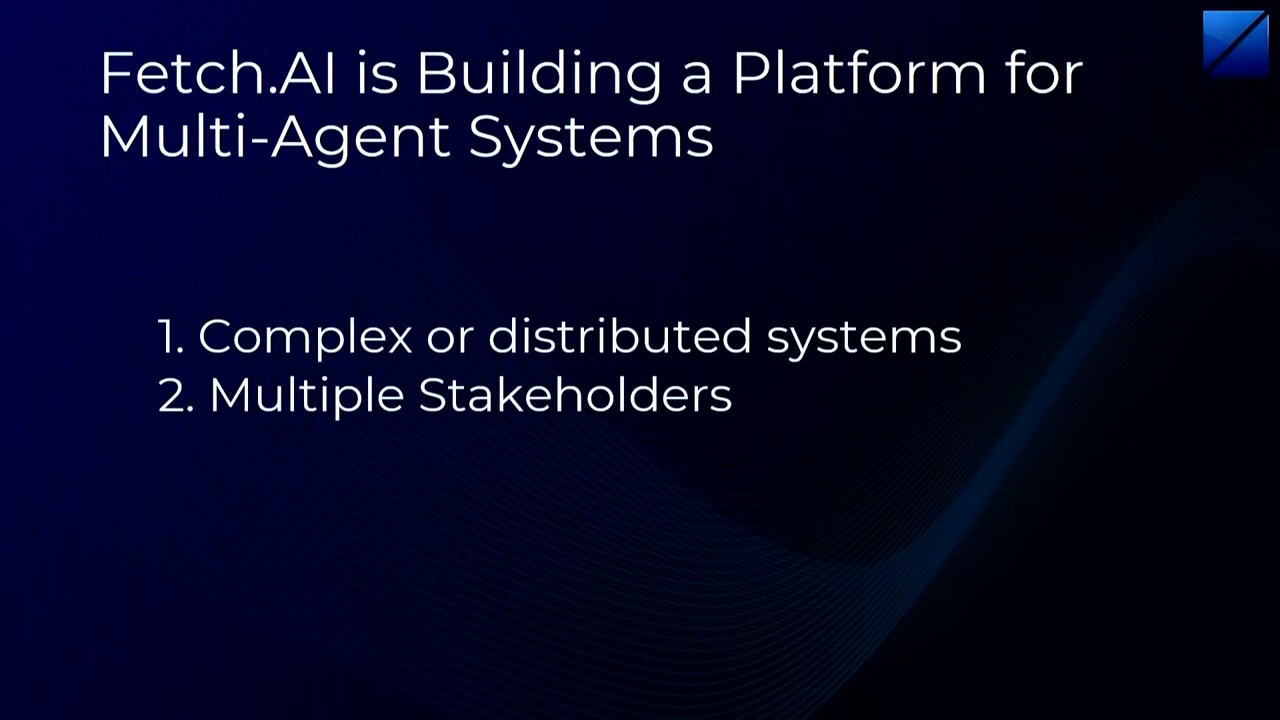 Fetch.AI is Building a Platform for
Multi-Agent Systems
1. Complex or distributed systems
2. Multiple Stakeholders